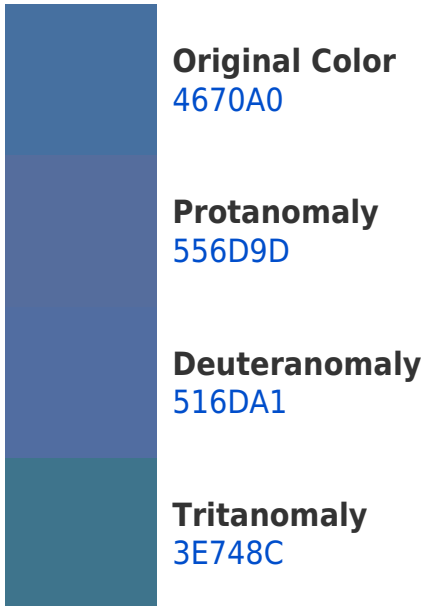 Original Color
4670A0
Protanomaly
556D9D
Deuteranomaly
516DA1
Tritanomaly
3E748C